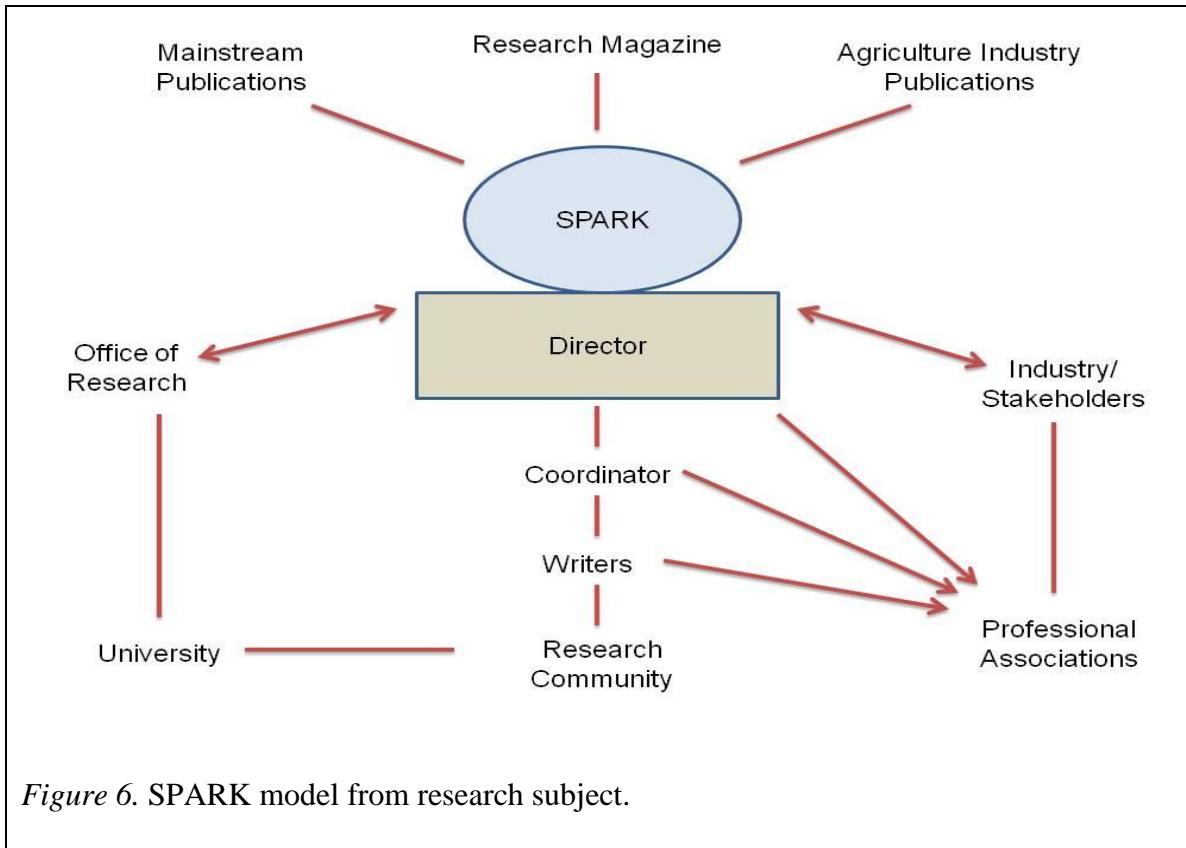 Mainstream
Publications
Research Magazine
Agriculture Industry
Publications
SPARK
Director
Office of
Research
Industry/
Stakeholders
Coordinator
Writers
University
Research
Community
Professional
Associations
Figure 6. SPARK model from research subject.